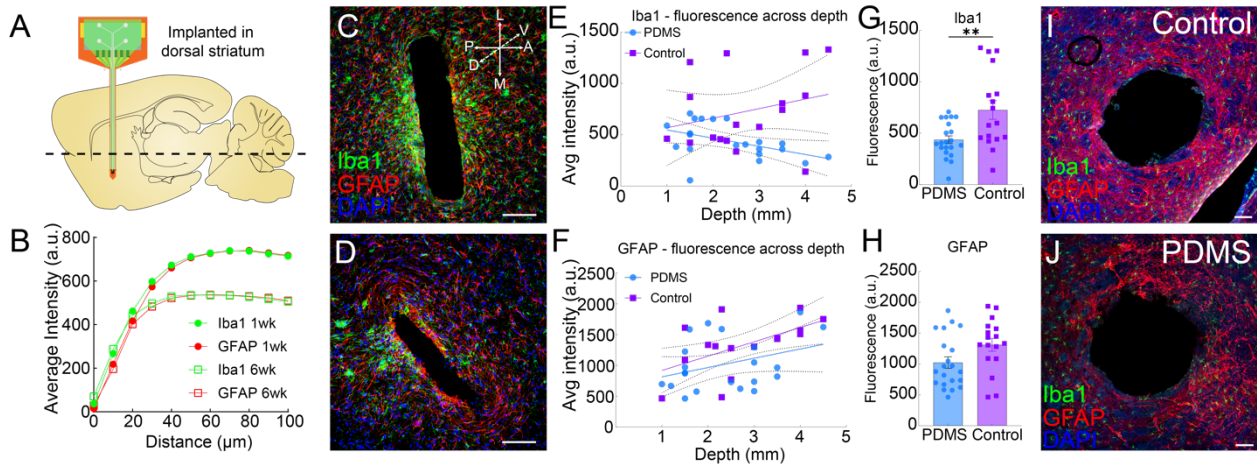 A
Implanted in
dorsal striatum
B
Average Intensity (a.u.)
800
600
400
200
0
Iba1 1wk
GFAP 1wk
Iba1 6wk
GFAP 6wk
0 20 40 60 80 100
Distance (µm)
C
L
V
P
A
D
M
Iba1
GFAP
DAPI
D
E
Iba1 - fluorescence across depth
PDMS
Control
Avg intensity (a.u.)
1500
1000
500
0
0 1 2 3 4 5
Depth (mm)
F
GFAP - fluorescence across depth
PDMS
Control
Avg intensity (a.u.)
2500
2000
1500
1000
500
0
0 1 2 3 4 5
Depth (mm)
G
Iba1
**
Fluorescence (a.u.)
1500
1000
500
0
PDMS Control
H
GFAP
Fluorescence (a.u.)
2500
2000
1500
1000
500
0
PDMS Control
I
Control
Iba1
GFAP
DAPI
J
PDMS
Iba1
GFAP
DAPI